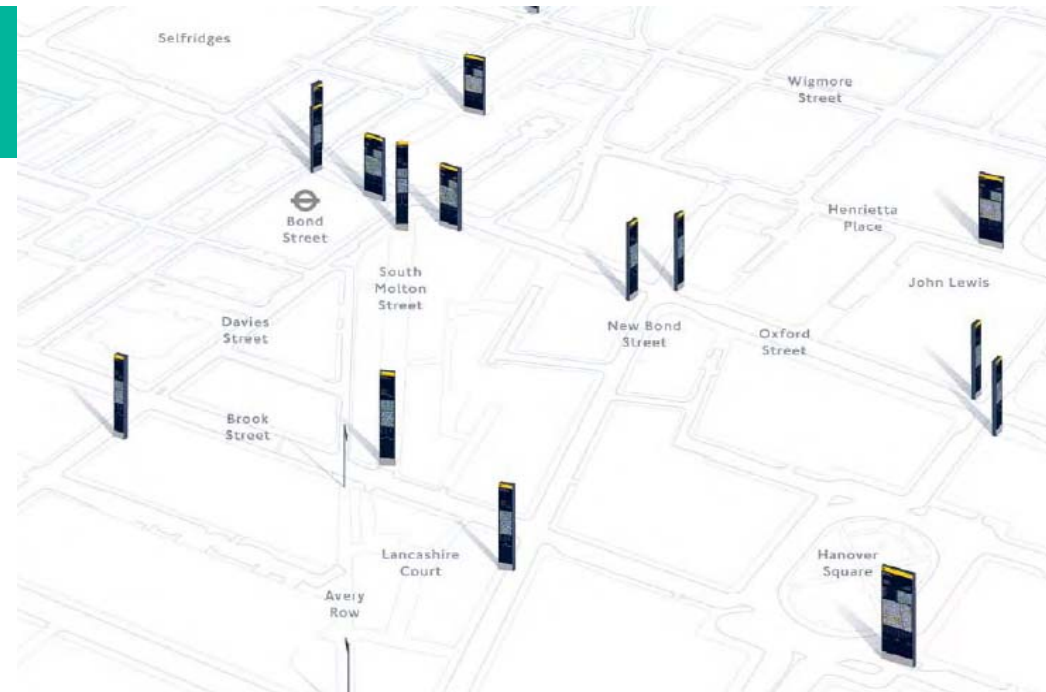 Selfridges
Wigmore
Street
Bond
Street
Henrietta
Place
South
Molton
Street
John Lewis
Davies
Street
New Bond
Street
Oxford
Street
Brook
Street
Lancashire
Court
Hanover
Square
Avery
Row